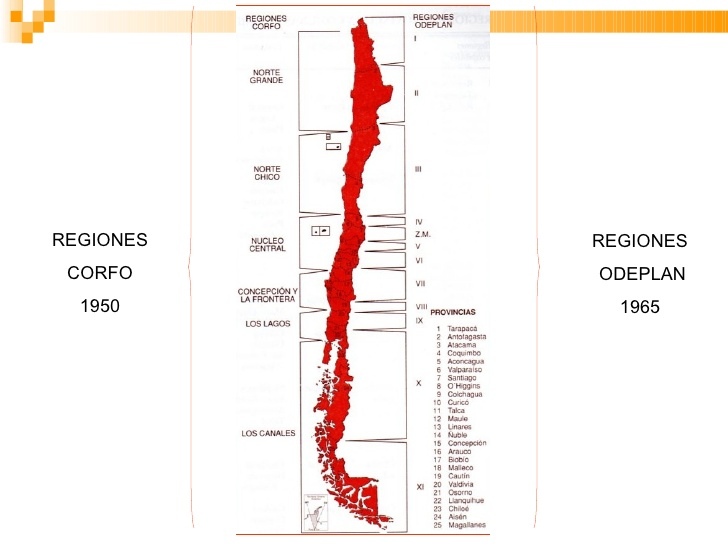 REGIONES
CORFO
1950
REGIONES
CORFO
NORTE
GRANDE
NORTE
CHICO
NUCLEO
CENTRAL
CONCEPCIÓN Y
LA FRONTERA
LOS LAGOS
LOS CANALES
REGIONES
ODEPLAN
I
II
III
IV
Z.M.
V
VI
VII
VIII
IX
X
XI
PROVINCIAS
1 Tarapacá
2 Antofagasta
3 Atacama
4 Coquimbo
5 Aconcagua
6 Valparaíso
7 Santiago
8 O'Higgins
9 Colchagua
10 Curicó
11 Talca
12 Maule
13 Linares
14 Ñuble
15 Concepción
16 Arauco
17 Biobío
18 Malleco
19 Cautín
20 Valdivia
21 Osorno
22 Llanquihue
23 Chiloé
24 Aisén
25 Magallanes
REGIONES
ODEPLAN
1965